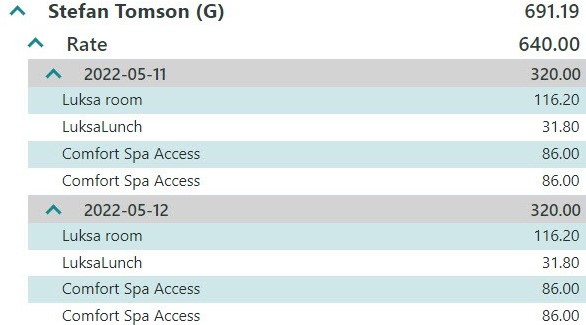 Stefan Tomson (G) 691.19
Rate 640.00
2022-05-11 320.00
Luksa room 116.20
LuksaLunch 31.80
Comfort Spa Access 86.00
Comfort Spa Access 86.00
2022-05-12 320.00
Luksa room 116.20
LuksaLunch 31.80
Comfort Spa Access 86.00
Comfort Spa Access 86.00